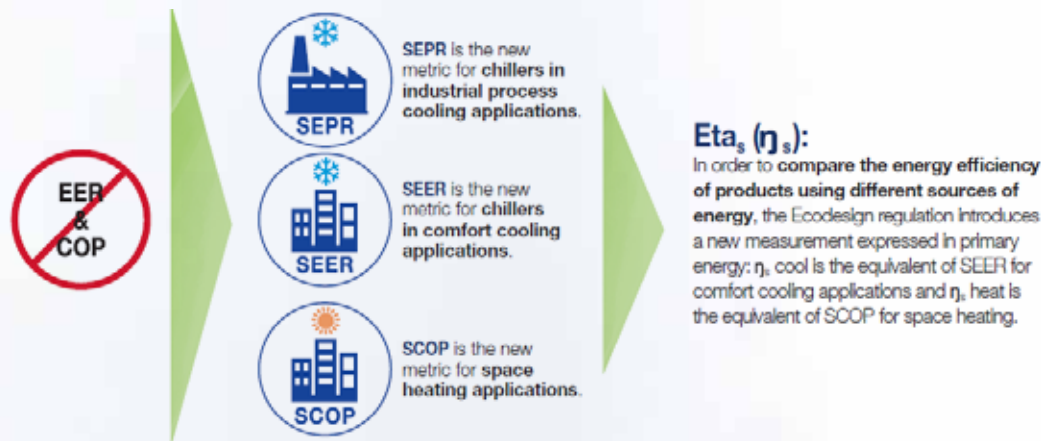 EER
&
COP
SEPR
SEPR is the new
metric for chillers in
industrial process
cooling applications.
SEER
SEER is the new
metric for chillers
in comfort cooling
applications.
SCOP
SCOP is the new
metric for space
heating applications.
Etaₛ (ηₛ):
In order to compare the energy efficiency
of products using different sources of
energy, the Ecodesign regulation introduces
a new measurement expressed in primary
energy: ηₛ cool is the equivalent of SEER for
comfort cooling applications and ηₛ heat is
the equivalent of SCOP for space heating.